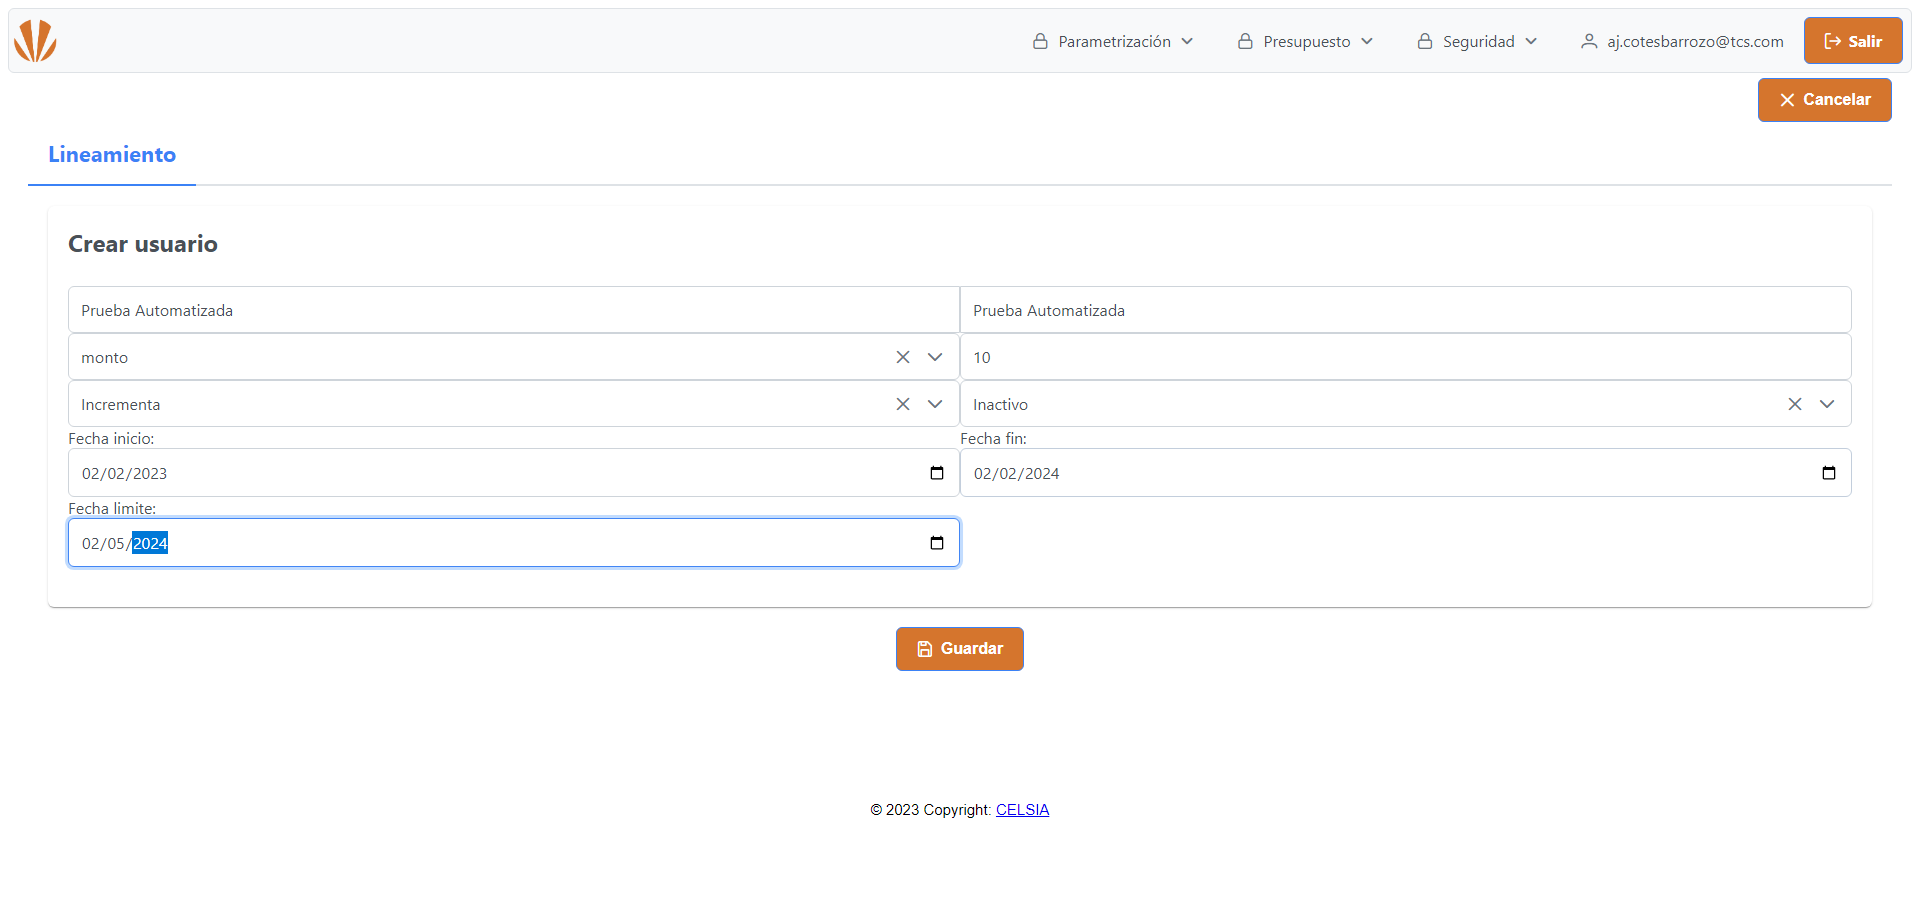 Parametrización Presupuesto Seguridad aj.cotesbarrozo@tcs.com Salir
Cancelar
Lineamiento
Crear usuario
Prueba Automatizada Prueba Automatizada
monto 10
Incrementa Inactivo
Fecha inicio: Fecha fin:
02/02/2023 02/02/2024
Fecha limite:
02/05/2024
Guardar
© 2023 Copyright: CELSIA